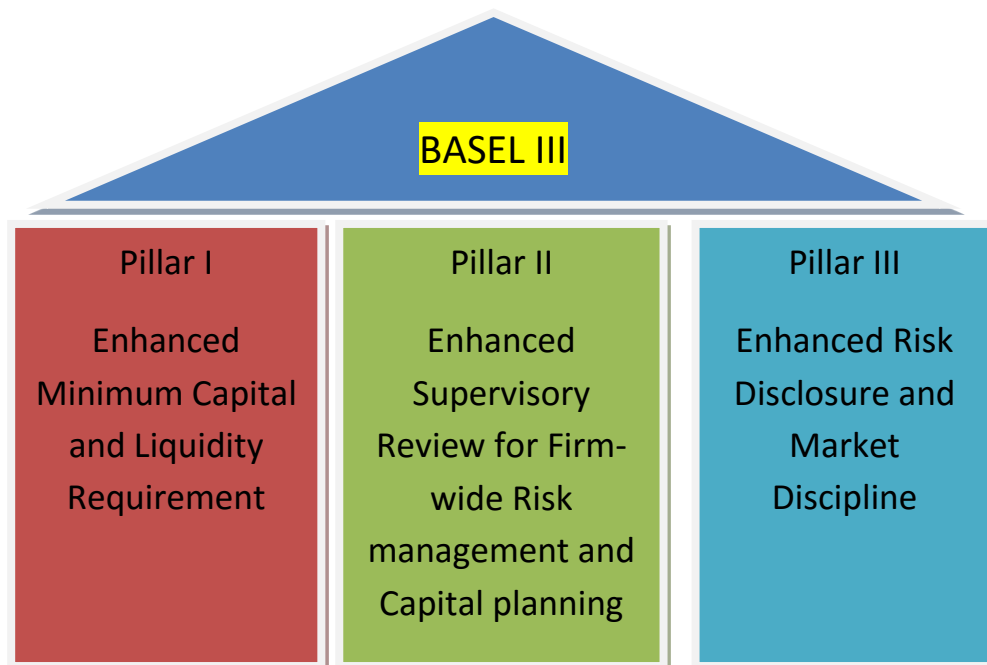 BASEL III
Pillar I
Enhanced
Minimum Capital
and Liquidity
Requirement
Pillar II
Enhanced
Supervisory
Review for Firm-
wide Risk
management and
Capital planning
Pillar III
Enhanced Risk
Disclosure and
Market
Discipline